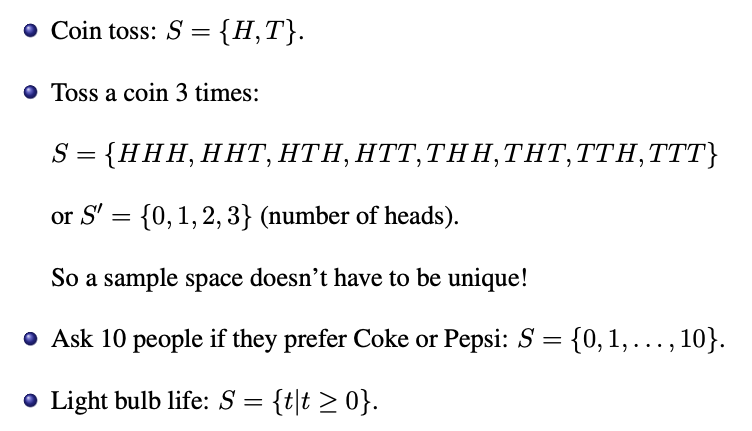 Coin toss: S = {H, T}.
Toss a coin 3 times:
S = {HHH, HHT, HTH, HTT, THH, THT, TTH, TTT}
or S′ = {0, 1, 2, 3} (number of heads).
So a sample space doesn’t have to be unique!
Ask 10 people if they prefer Coke or Pepsi: S = {0, 1, . . . , 10}.
Light bulb life: S = {t|t ≥ 0}.